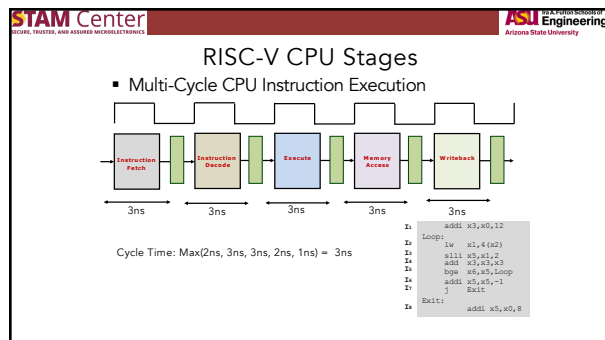 STAM Center
SECURE, TRUSTED, AND ASSURED MICROELECTRONICS
ASU Ira A. Fulton Schools of
Engineering
Arizona State University
RISC-V CPU Stages
▪ Multi-Cycle CPU Instruction Execution
Instruction Fetch
Instruction Decode
Execute
Memory Access
Writeback
3ns 3ns 3ns 3ns 3ns
Cycle Time: Max(2ns, 3ns, 3ns, 2ns, 1ns) = 3ns
I1 addi x3,x0,12
Loop:
I2 lw x1,4(x2)
I3 slli x5,x1,2
I4 add x3,x3,x3
I5 bge x6,x5,Loop
I6 addi x5,x5,-1
I7 j Exit
Exit:
I8 addi x5,x0,8